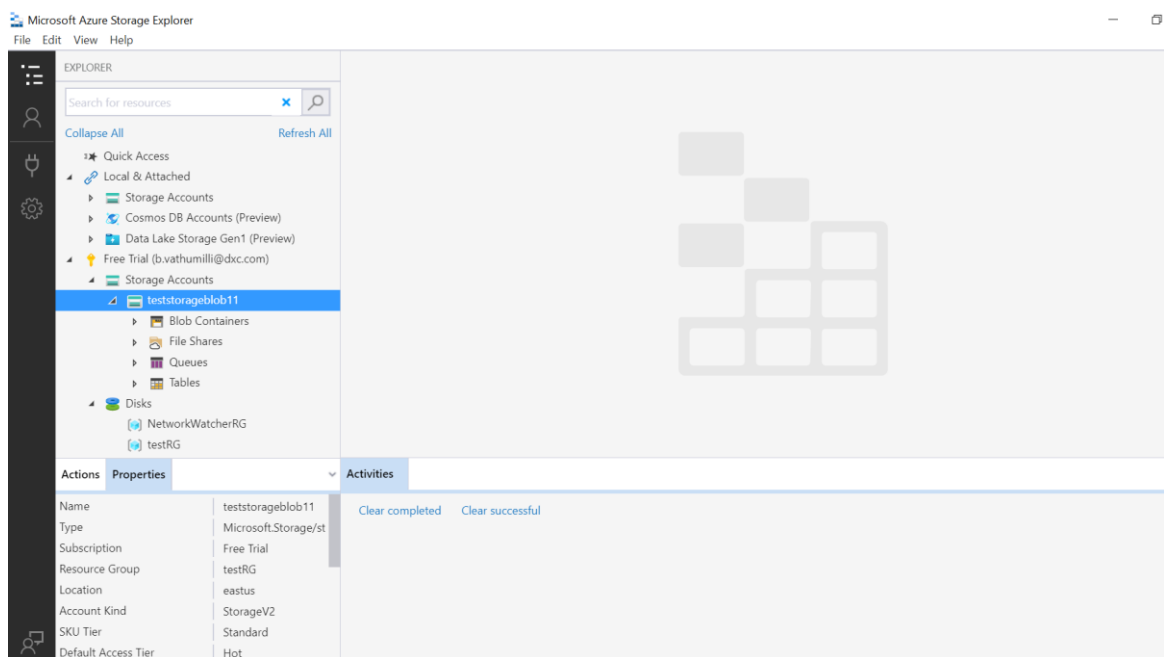 Microsoft Azure Storage Explorer
File Edit View Help
EXPLORER
Search for resources
Collapse All Refresh All
Quick Access
Local & Attached
Storage Accounts
Cosmos DB Accounts (Preview)
Data Lake Storage Gen1 (Preview)
Free Trial (b.vathumilli@dxc.com)
Storage Accounts
teststorageblob11
Blob Containers
File Shares
Queues
Tables
Disks
NetworkWatcherRG
testRG
Actions Properties
Activities
Name teststorageblob11
Type Microsoft.Storage/st
Subscription Free Trial
Resource Group testRG
Location eastus
Account Kind StorageV2
SKU Tier Standard
Default Access Tier Hot
Clear completed Clear successful